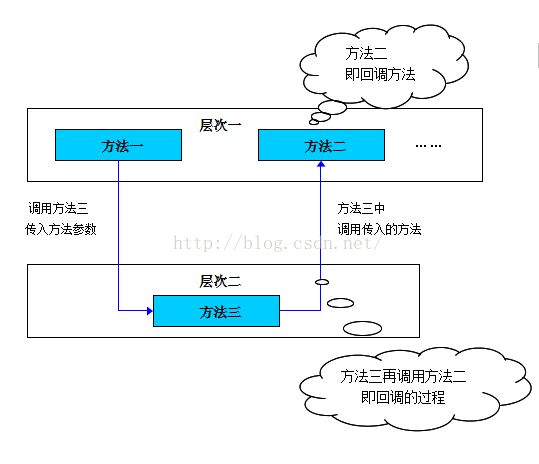 方法二
即回调方法
层次一
方法一
方法二
... ...
调用方法三
传入方法参数
方法三中
调用传入的方法
http://blog.csdn.net/
层次二
方法三
方法三再调用方法二
即回调的过程